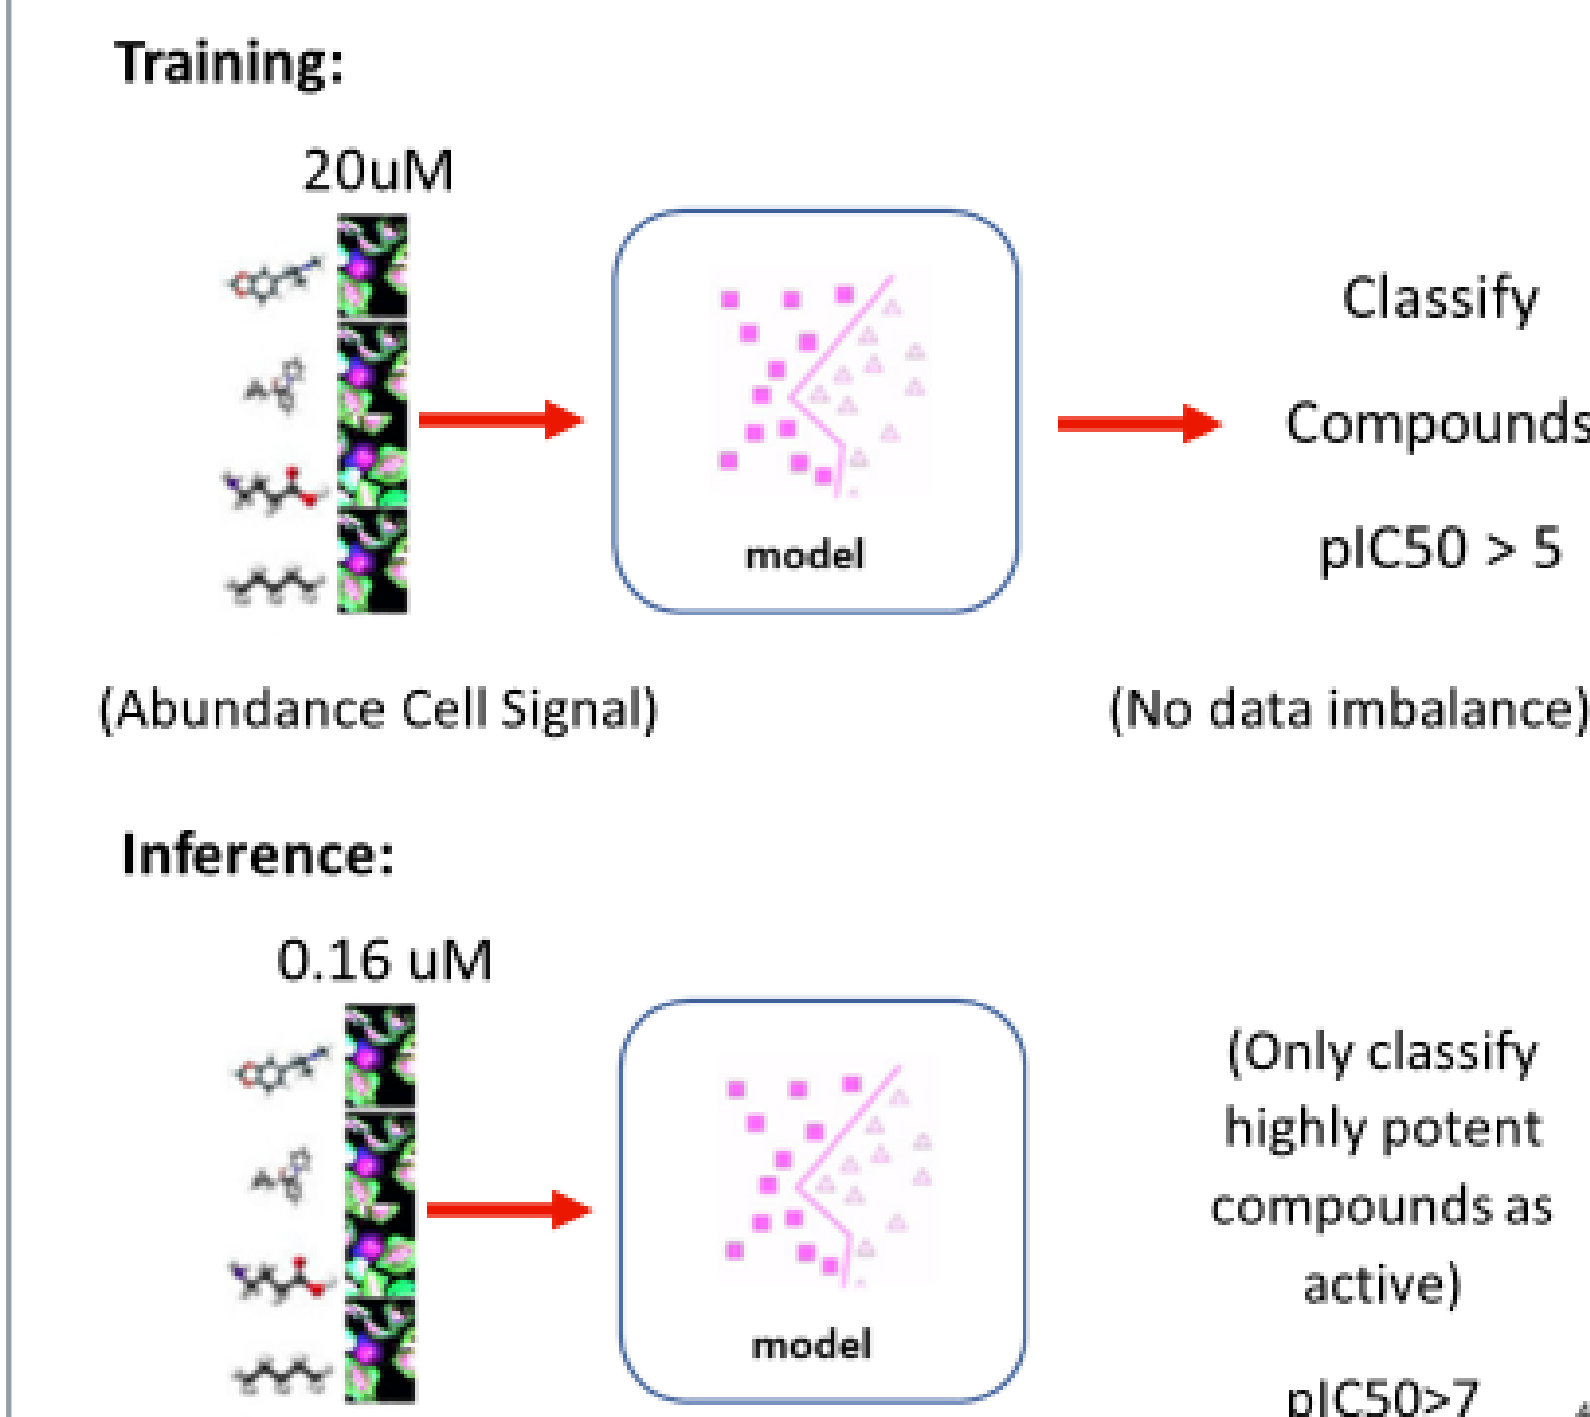 Training:
20uM
Classify
Compounds
pIC50 > 5
model
(Abundance Cell Signal)
(No data imbalance)
Inference:
0.16 uM
(Only classify
highly potent
compounds as
active)
pIC50>7
model